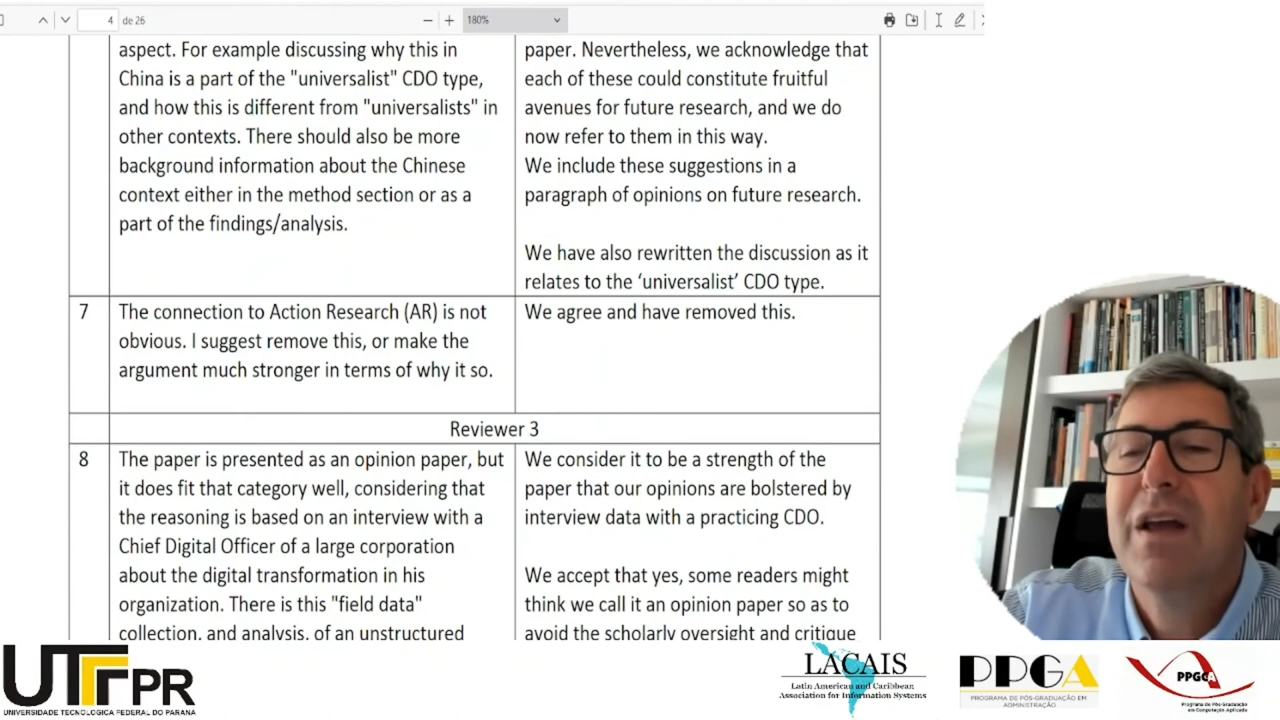 4 de 26
180%
aspect. For example discussing why this in
China is a part of the "universalist" CDO type,
and how this is different from "universalists" in
other contexts. There should also be more
background information about the Chinese
context either in the method section or as a
part of the findings/analysis.
paper. Nevertheless, we acknowledge that
each of these could constitute fruitful
avenues for future research, and we do
now refer to them in this way.
We include these suggestions in a
paragraph of opinions on future research.
We have also rewritten the discussion as it
relates to the ‘universalist’ CDO type.
7
The connection to Action Research (AR) is not
obvious. I suggest remove this, or make the
argument much stronger in terms of why it so.
We agree and have removed this.
Reviewer 3
8
The paper is presented as an opinion paper, but
it does fit that category well, considering that
the reasoning is based on an interview with a
Chief Digital Officer of a large corporation
about the digital transformation in his
organization. There is this "field data"
collection, and analysis, of an unstructured
We consider it to be a strength of the
paper that our opinions are bolstered by
interview data with a practicing CDO.
We accept that yes, some readers might
think we call it an opinion paper so as to
avoid the scholarly oversight and critique
UTFPR
UNIVERSIDADE TECNOLÓGICA FEDERAL DO PARANÁ
LACAIS
Latin American and Caribbean
Association for Information Systems
PPGA
PROGRAMA DE PÓS-GRADUAÇÃO EM
ADMINISTRAÇÃO
PPGCA
Programa de Pós-Graduação
em Computação Aplicada